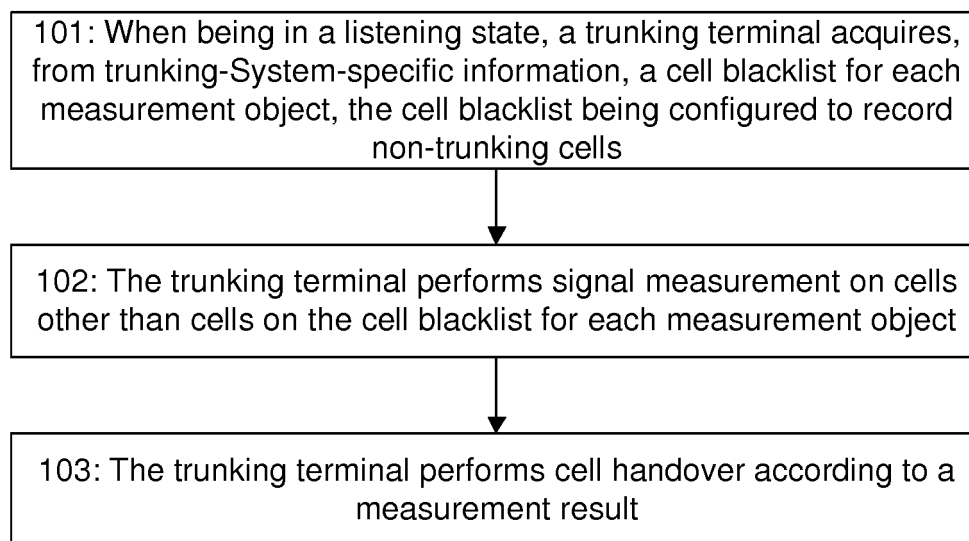 101: When being in a listening state, a trunking terminal acquires,
from trunking-System-specific information, a cell blacklist for each
measurement object, the cell blacklist being configured to record
non-trunking cells
102: The trunking terminal performs signal measurement on cells
other than cells on the cell blacklist for each measurement object
103: The trunking terminal performs cell handover according to a
measurement result